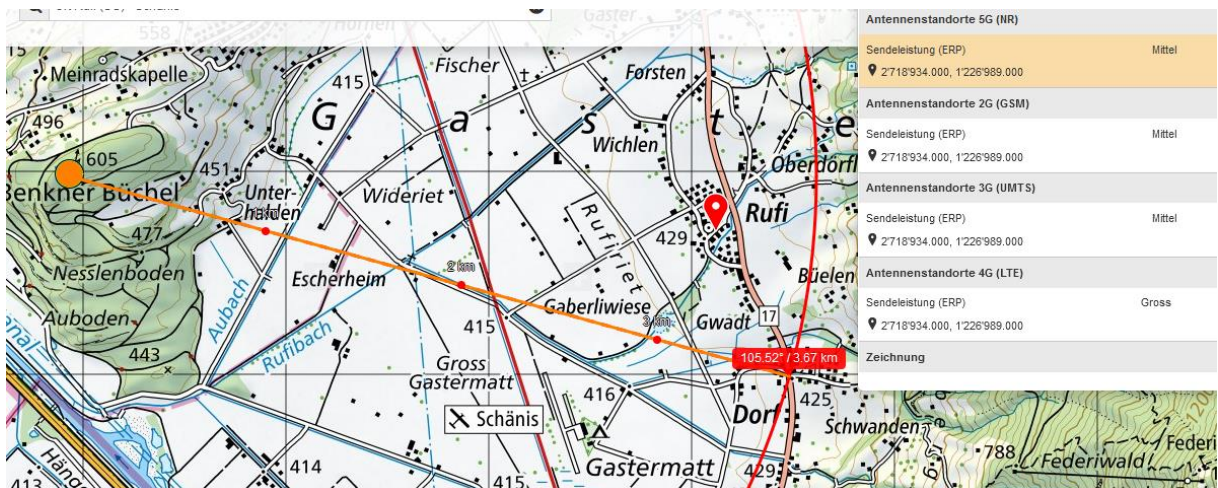 Antennenstandorte 5G (NR)
Sendeleistung (ERP) Mittel
2'718'934.000, 1'226'989.000
Antennenstandorte 2G (GSM)
Sendeleistung (ERP) Mittel
2'718'934.000, 1'226'989.000
Antennenstandorte 3G (UMTS)
Sendeleistung (ERP) Mittel
2'718'934.000, 1'226'989.000
Antennenstandorte 4G (LTE)
Sendeleistung (ERP) Gross
2'718'934.000, 1'226'989.000
Zeichnung
558
Gaster
Meinradskapelle
415
Fischer
Forsten
G a s t e
496
605
Benkner Büchel
451
Unter-
halden
Wideriet
Wichlen
Oberdörfl
Rufi
429
Rufiriet
477
Nesslenboden
Escherheim
2 km
Büelen
Auboden
Aubach
Gaberliwiese
3 km
Gwadt
17
415
443
Rufibach
105.52° / 3.67 km
Gross
Gastermatt
416
425
Dorf
Schwanden
Schänis
788
Federiwald
Federi
1200
Gastermatt
429
414
415
413